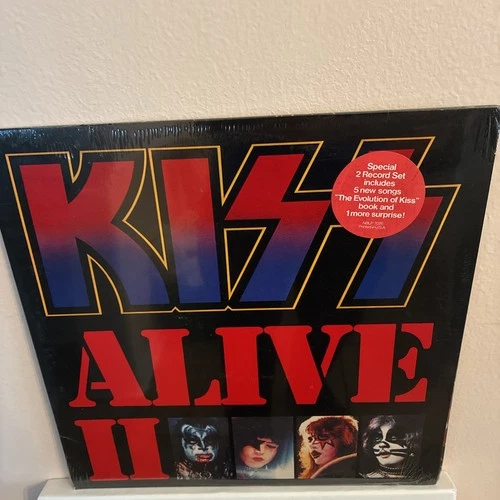 KISS
Special
2 Record Set
includes
5 new songs
"The Evolution of Kiss"
book and
1 more surprise!
ALIVE
II